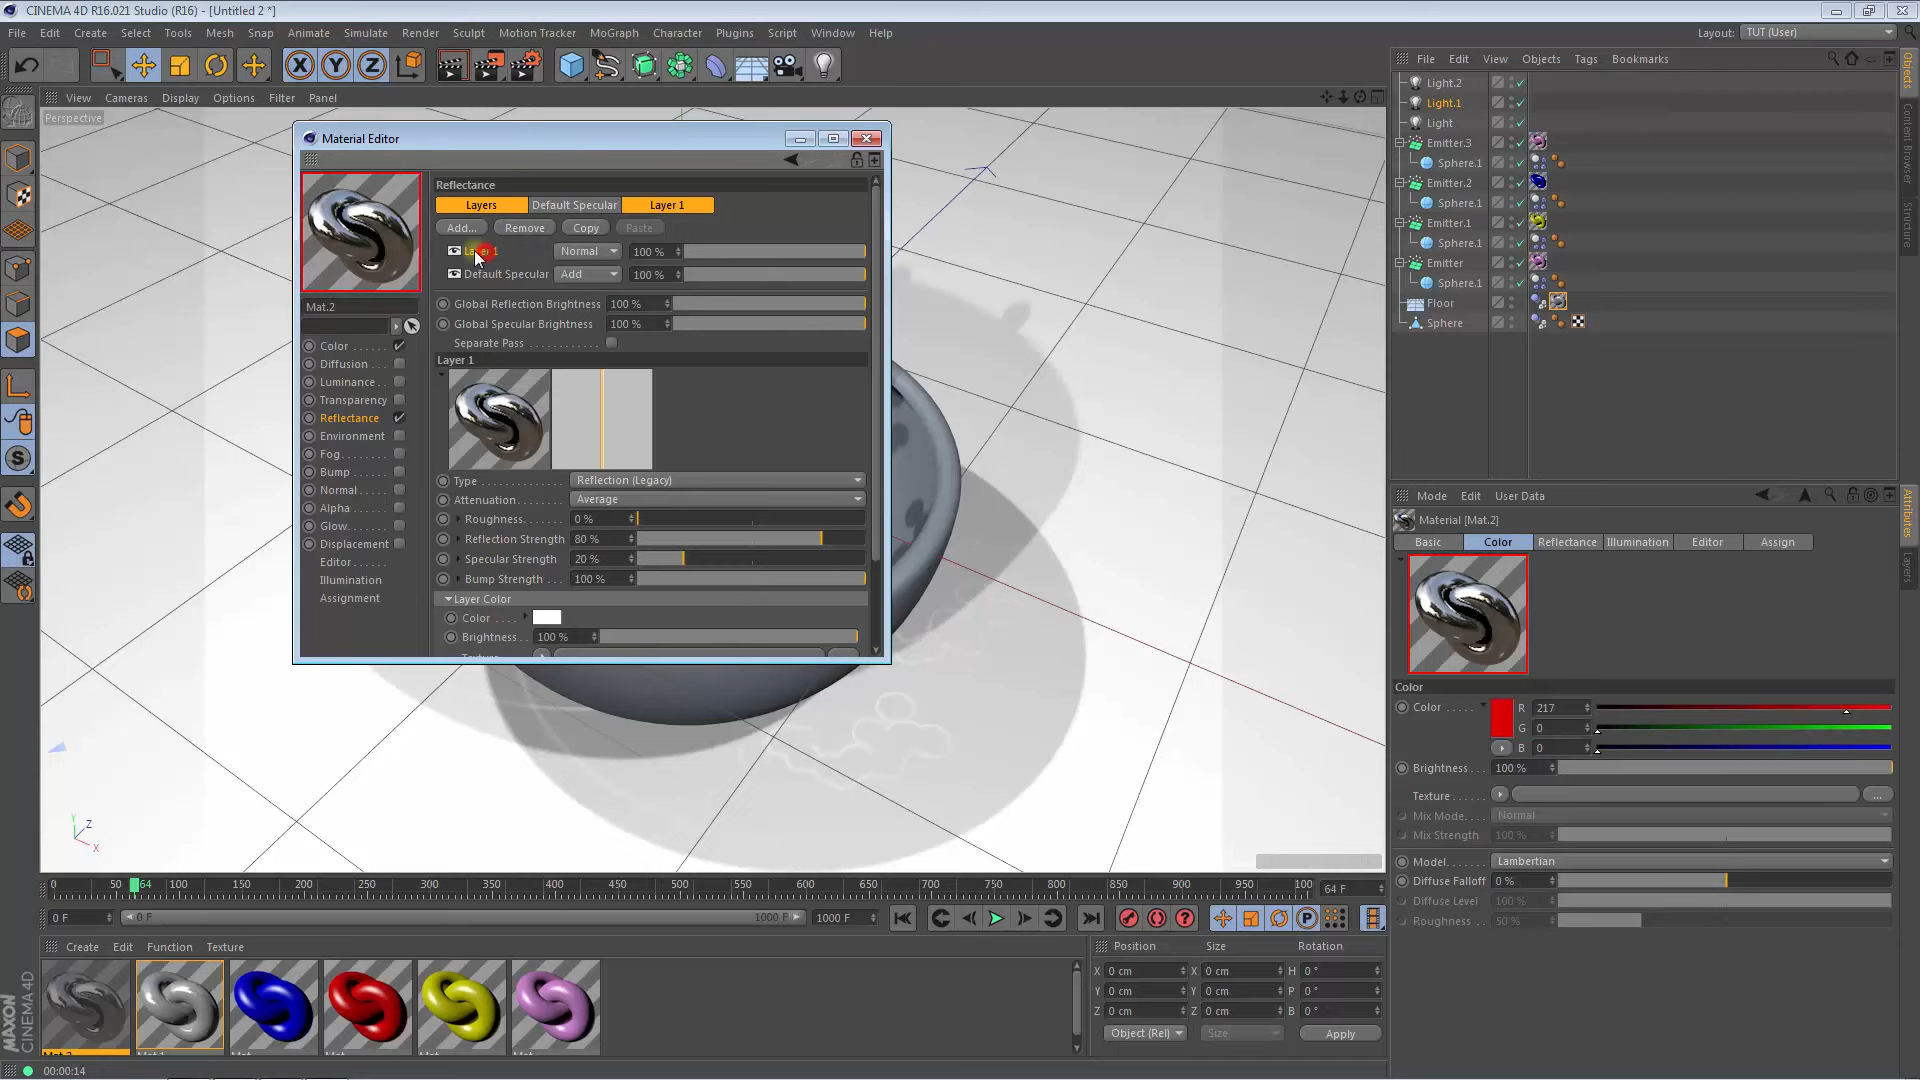 CINEMA 4D R16.021 Studio (R16) - [Untitled 2 *]
File Edit Create Select Tools Mesh Snap Animate Simulate Render Sculpt Motion Tracker MoGraph Character Plugins Script Window Help
Layout: TUT (User)
View Cameras Display Options Filter Panel
Perspective
Material Editor
Reflectance
Layers Default Specular Layer 1
Add... Remove Copy Paste
Normal 100 %
Default Specular Add 100 %
Global Reflection Brightness 100 %
Global Specular Brightness 100 %
Separate Pass
Layer 1
Type Reflection (Legacy)
Attenuation Average
Roughness 0 %
Reflection Strength 80 %
Specular Strength 20 %
Bump Strength 100 %
Layer Color
Color
Brightness 100 %
Mat.2
Color
Diffusion
Luminance
Transparency
Reflectance
Environment
Fog
Bump
Normal
Alpha
Glow
Displacement
Editor
Illumination
Assignment
Y
Z
X
File Edit View Objects Tags Bookmarks
Light.2
Light.1
Light
Emitter.3
Sphere.1
Emitter.2
Sphere.1
Emitter.1
Sphere.1
Emitter
Sphere.1
Floor
Sphere
Objects
Content Browser
Structure
Mode Edit User Data
Material [Mat.2]
Basic Color Reflectance Illumination Editor Assign
Color
Color R 217
G 0
B 0
Brightness 100 %
Texture ...
Mix Mode Normal
Mix Strength 100 %
Model Lambertian
Diffuse Falloff 0 %
Diffuse Level 100 %
Roughness 50 %
Attributes
Layers
0 50 64 100 150 200 250 300 350 400 450 500 550 600 650 700 750 800 850 900 950 100 64 F
0 F 0 F 1000 F 1000 F
Create Edit Function Texture
Position Size Rotation
X 0 cm X 0 cm H 0 °
Y 0 cm Y 0 cm P 0 °
Z 0 cm Z 0 cm B 0 °
Object (Rel) Size Apply
MAXON
CINEMA 4D
00:00:14